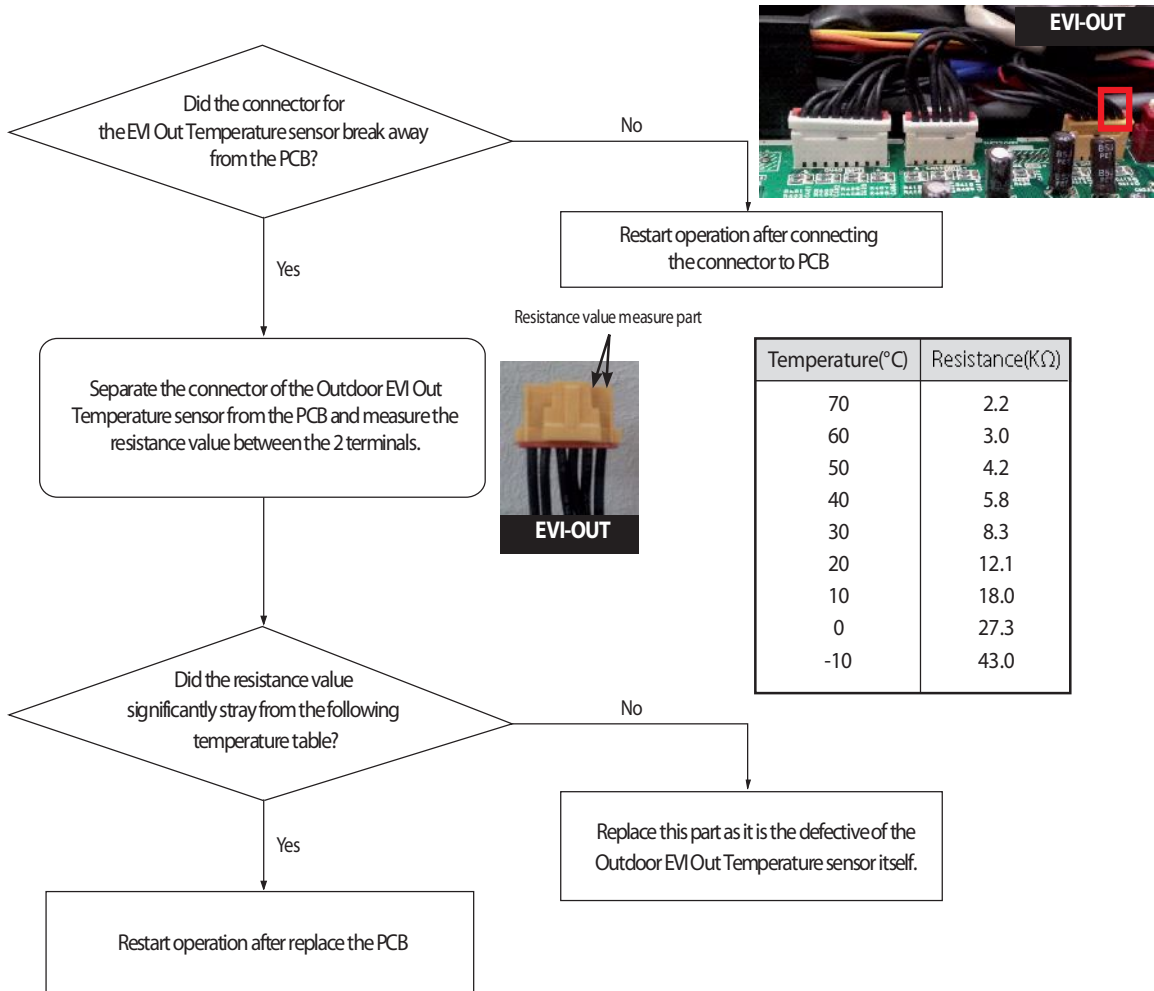 EVI-OUT
Did the connector for
the EVI Out Temperature sensor break away
from the PCB?
No
Restart operation after connecting
the connector to PCB
Yes
Resistance value measure part
Separate the connector of the Outdoor EVI Out
Temperature sensor from the PCB and measure the
resistance value between the 2 terminals.
EVI-OUT
Temperature(°C) Resistance(KΩ)
70 2.2
60 3.0
50 4.2
40 5.8
30 8.3
20 12.1
10 18.0
0 27.3
-10 43.0
Did the resistance value
significantly stray from the following
temperature table?
No
Replace this part as it is the defective of the
Outdoor EVI Out Temperature sensor itself.
Yes
Restart operation after replace the PCB